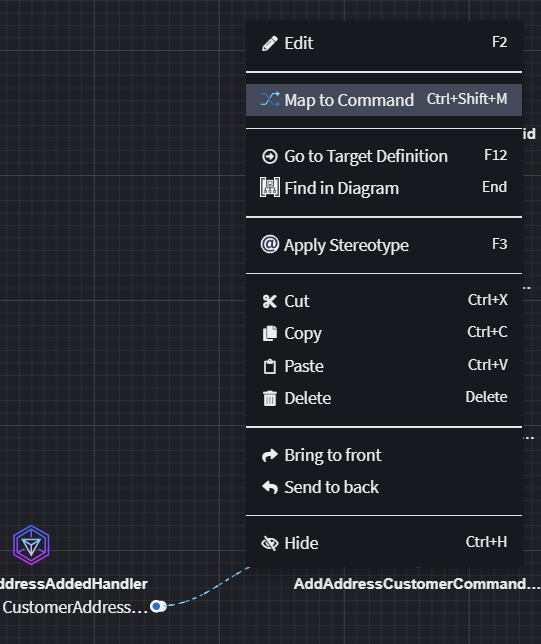 Edit F2
Map to Command Ctrl+Shift+M
id
Go to Target Definition F12
Find in Diagram End
Apply Stereotype F3
...
Cut Ctrl+X
Copy Ctrl+C
Paste Ctrl+V
Delete Delete
...
Bring to front
Send to back
Hide Ctrl+H
ddressAddedHandler
AddAddressCustomerCommand...
CustomerAddress...